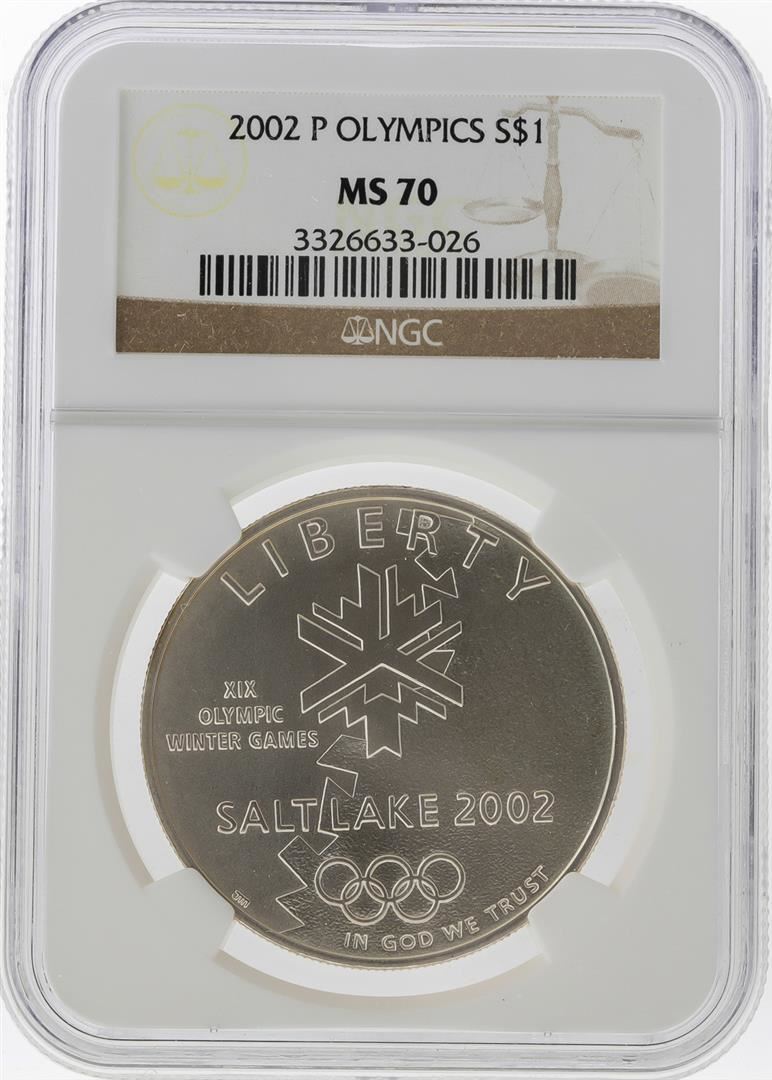 2002 P OLYMPICS S$1
MS 70
3326633-026
NGC
LIBERTY
XIX
OLYMPIC
WINTER GAMES
SALT LAKE 2002
JWW
IN GOD WE TRUST